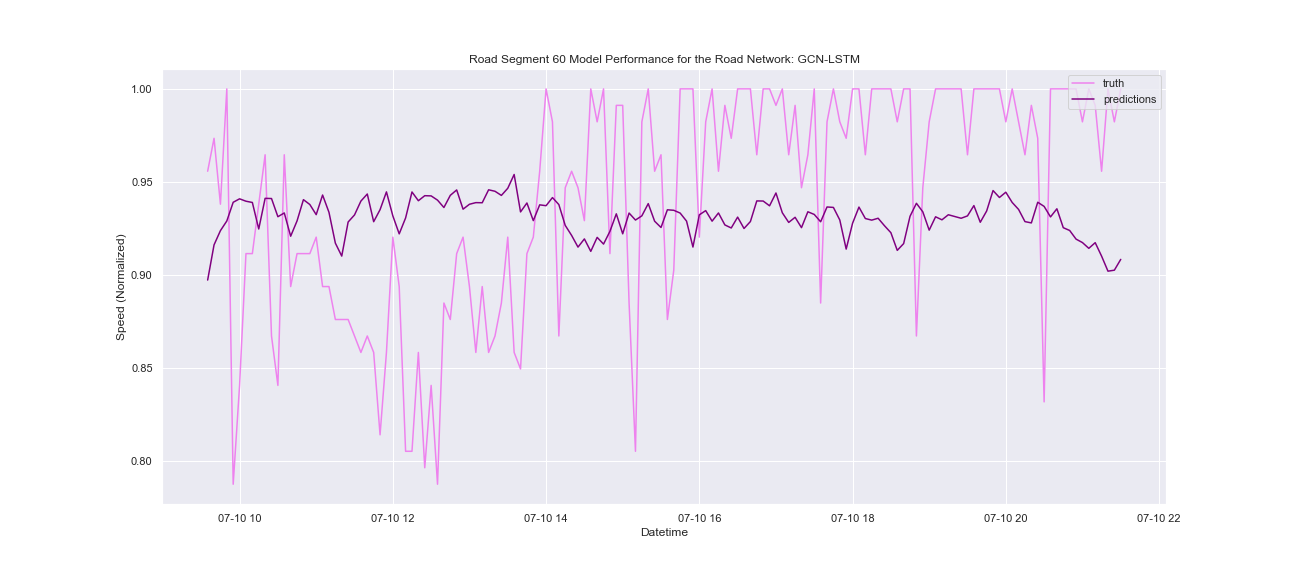 Road Segment 60 Model Performance for the Road Network: GCN-LSTM
truth
predictions
1.00
0.95
0.90
0.85
0.80
Speed (Normalized)
07-10 10
07-10 12
07-10 14
07-10 16
07-10 18
07-10 20
07-10 22
Datetime